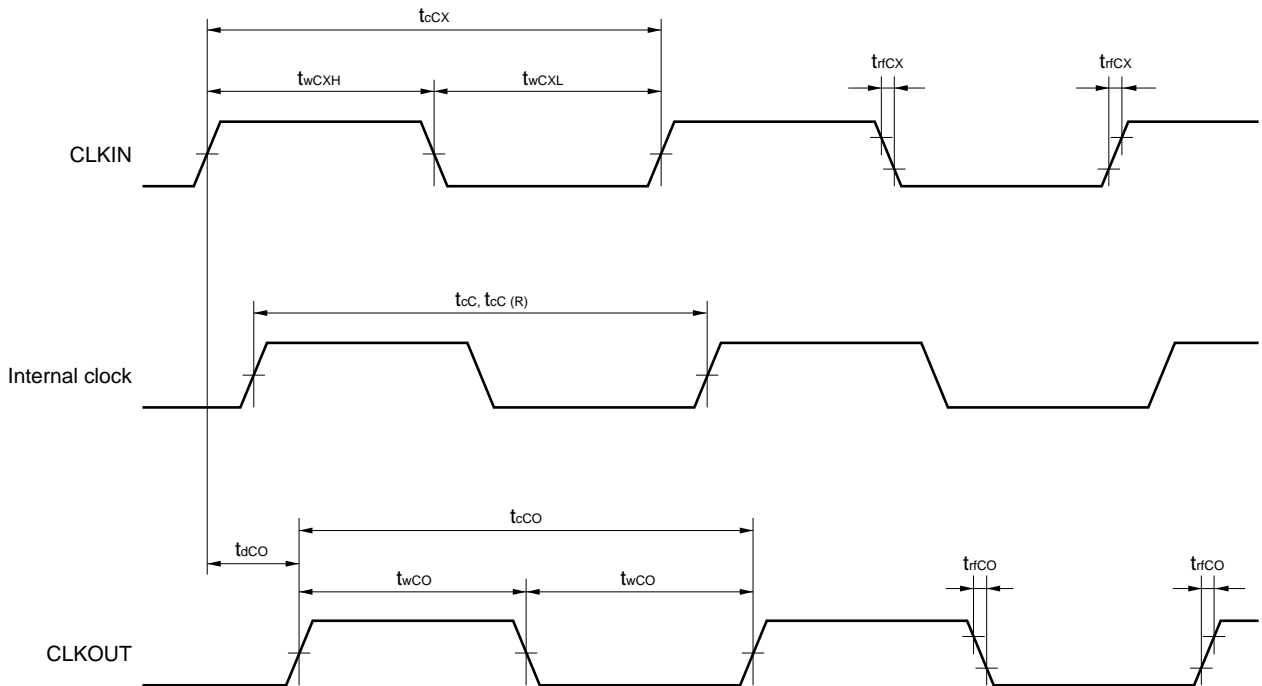 tcCX
twCXH
twCXL
trfCX
trfCX
CLKIN
tcC, tcC (R)
Internal clock
tcCO
tdCO
twCO
twCO
trfCO
trfCO
CLKOUT